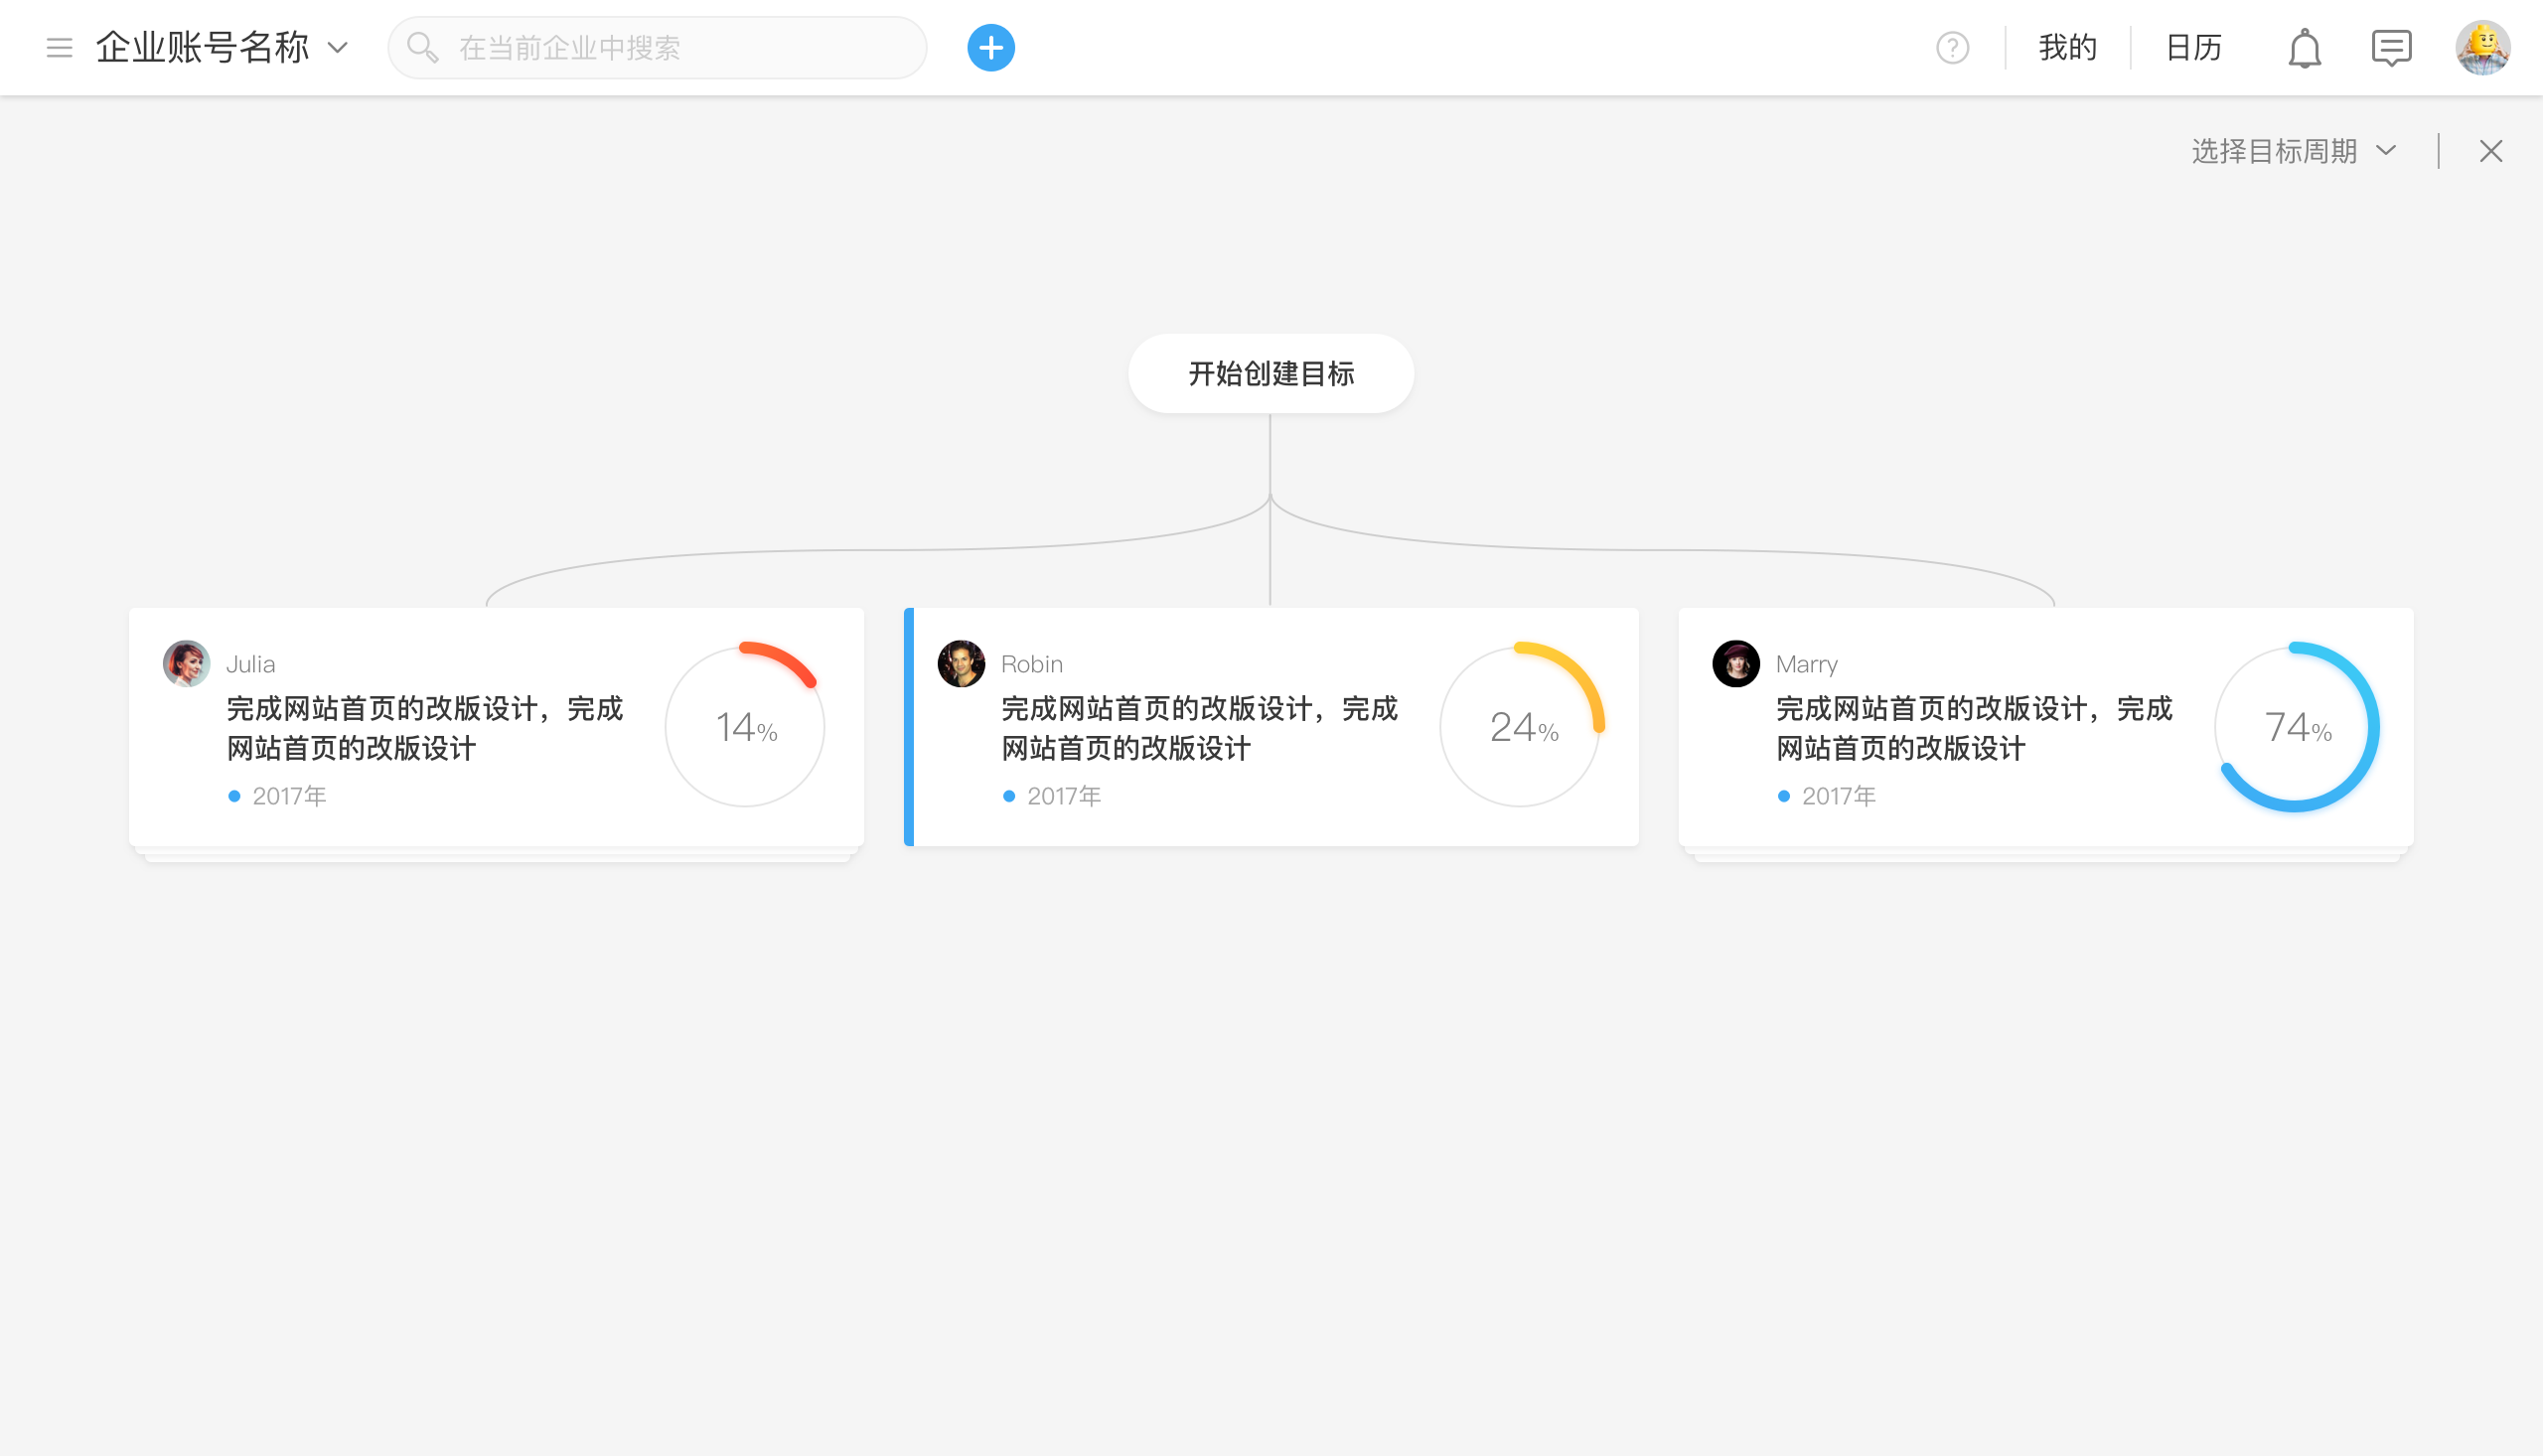 企业账号名称
在当前企业中搜索
?
我的
日历
选择目标周期
开始创建目标
Julia
完成网站首页的改版设计，完成
网站首页的改版设计
2017年
14%
Robin
完成网站首页的改版设计，完成
网站首页的改版设计
2017年
24%
Marry
完成网站首页的改版设计，完成
网站首页的改版设计
2017年
74%